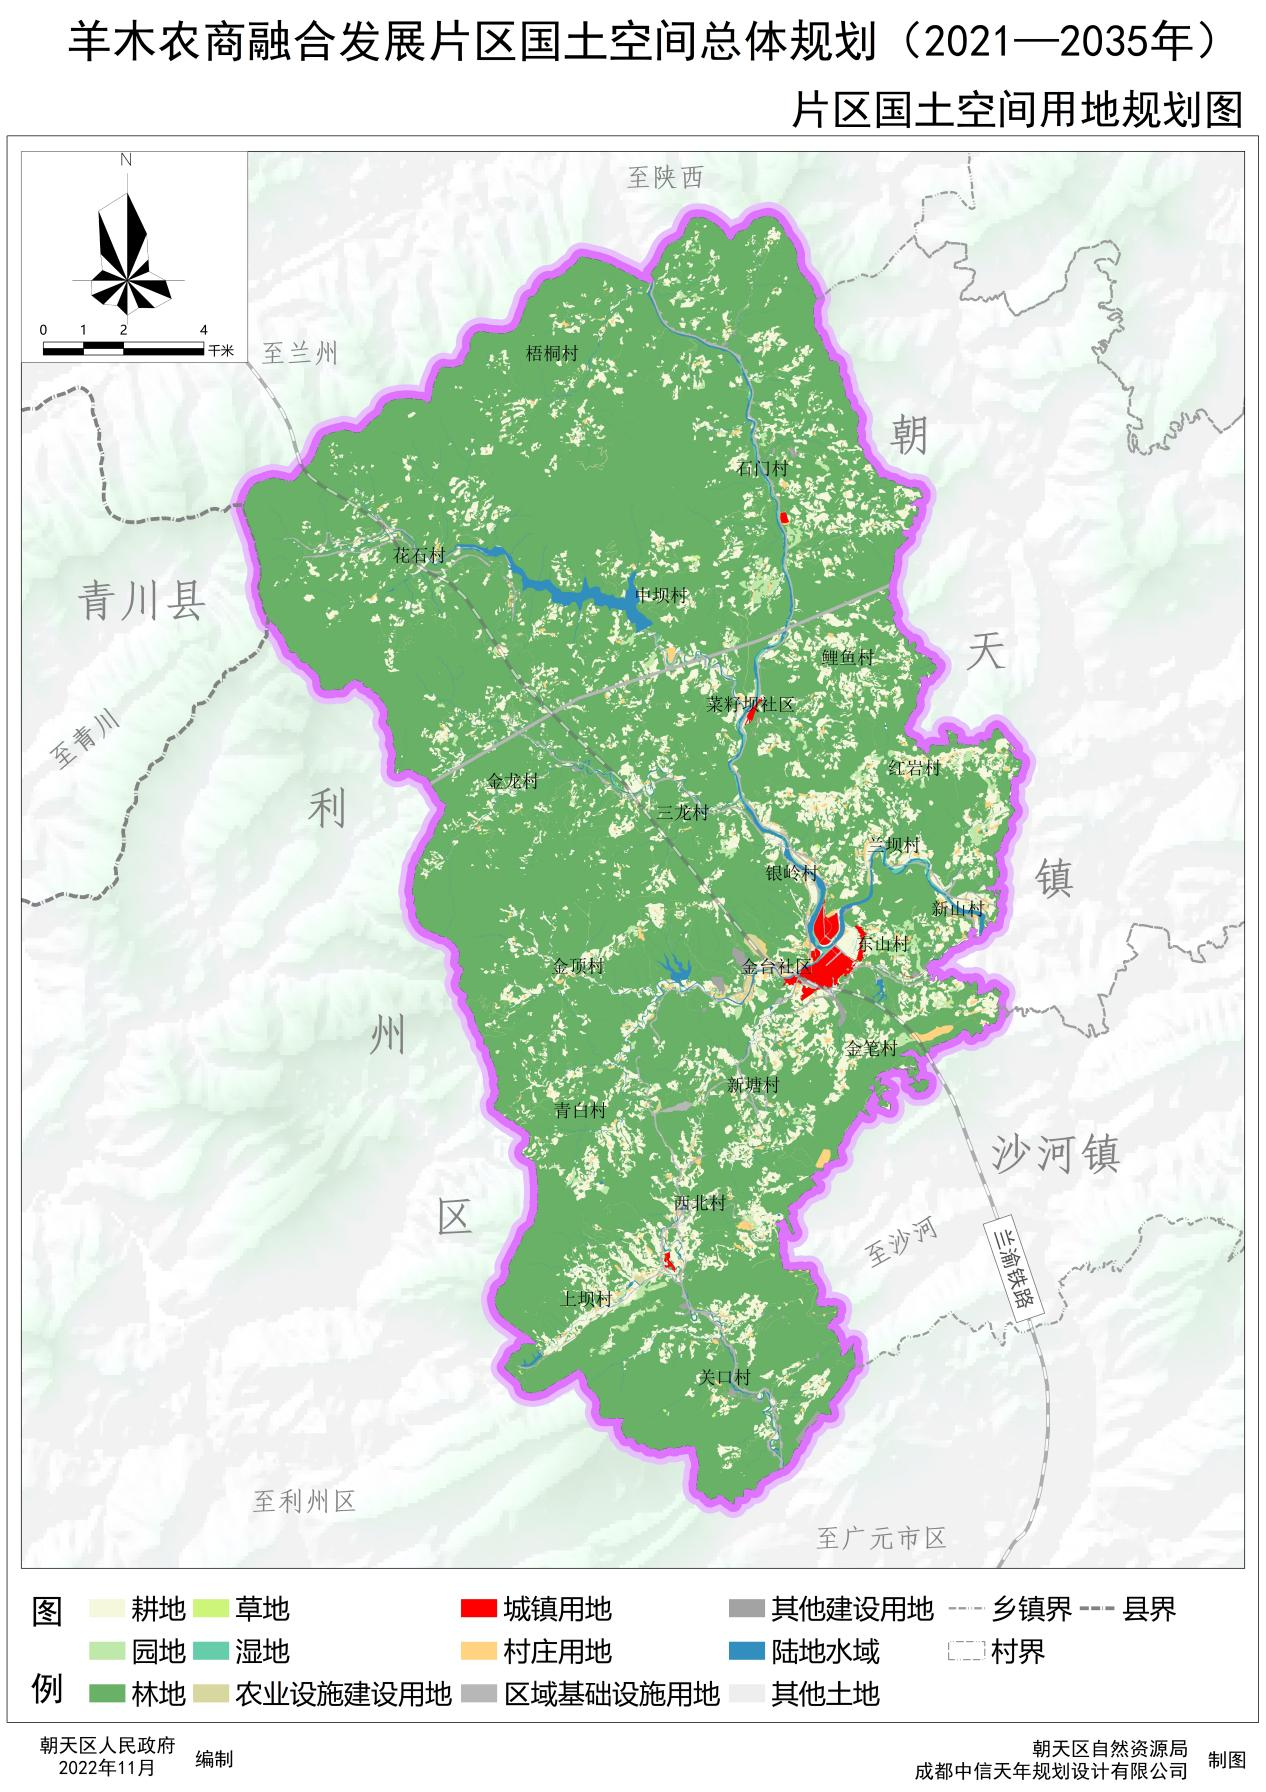 羊木农商融合发展片区国土空间总体规划（2021—2035年）
片区国土空间用地规划图
N
0 1 2 4
千米
至陕西
至兰州
梧桐村
朝
石门村
花石村
青川县
中坝村
天
鲤鱼村
菜籽坝社区
至青川
红岩村
金龙村
利
三龙村
兰坝村
银岭村
镇
新山村
东山村
金顶村
金台社区
州
金笔村
新塘村
青白村
沙河镇
西北村
区
至沙河
兰渝铁路
上坝村
关口村
至利州区
至广元市区
图例
耕地 草地 城镇用地 其他建设用地 乡镇界 县界
园地 湿地 村庄用地 陆地水域 村界
林地 农业设施建设用地 区域基础设施用地 其他土地
朝天区人民政府
2022年11月
编制
朝天区自然资源局
成都中信天年规划设计有限公司
制图